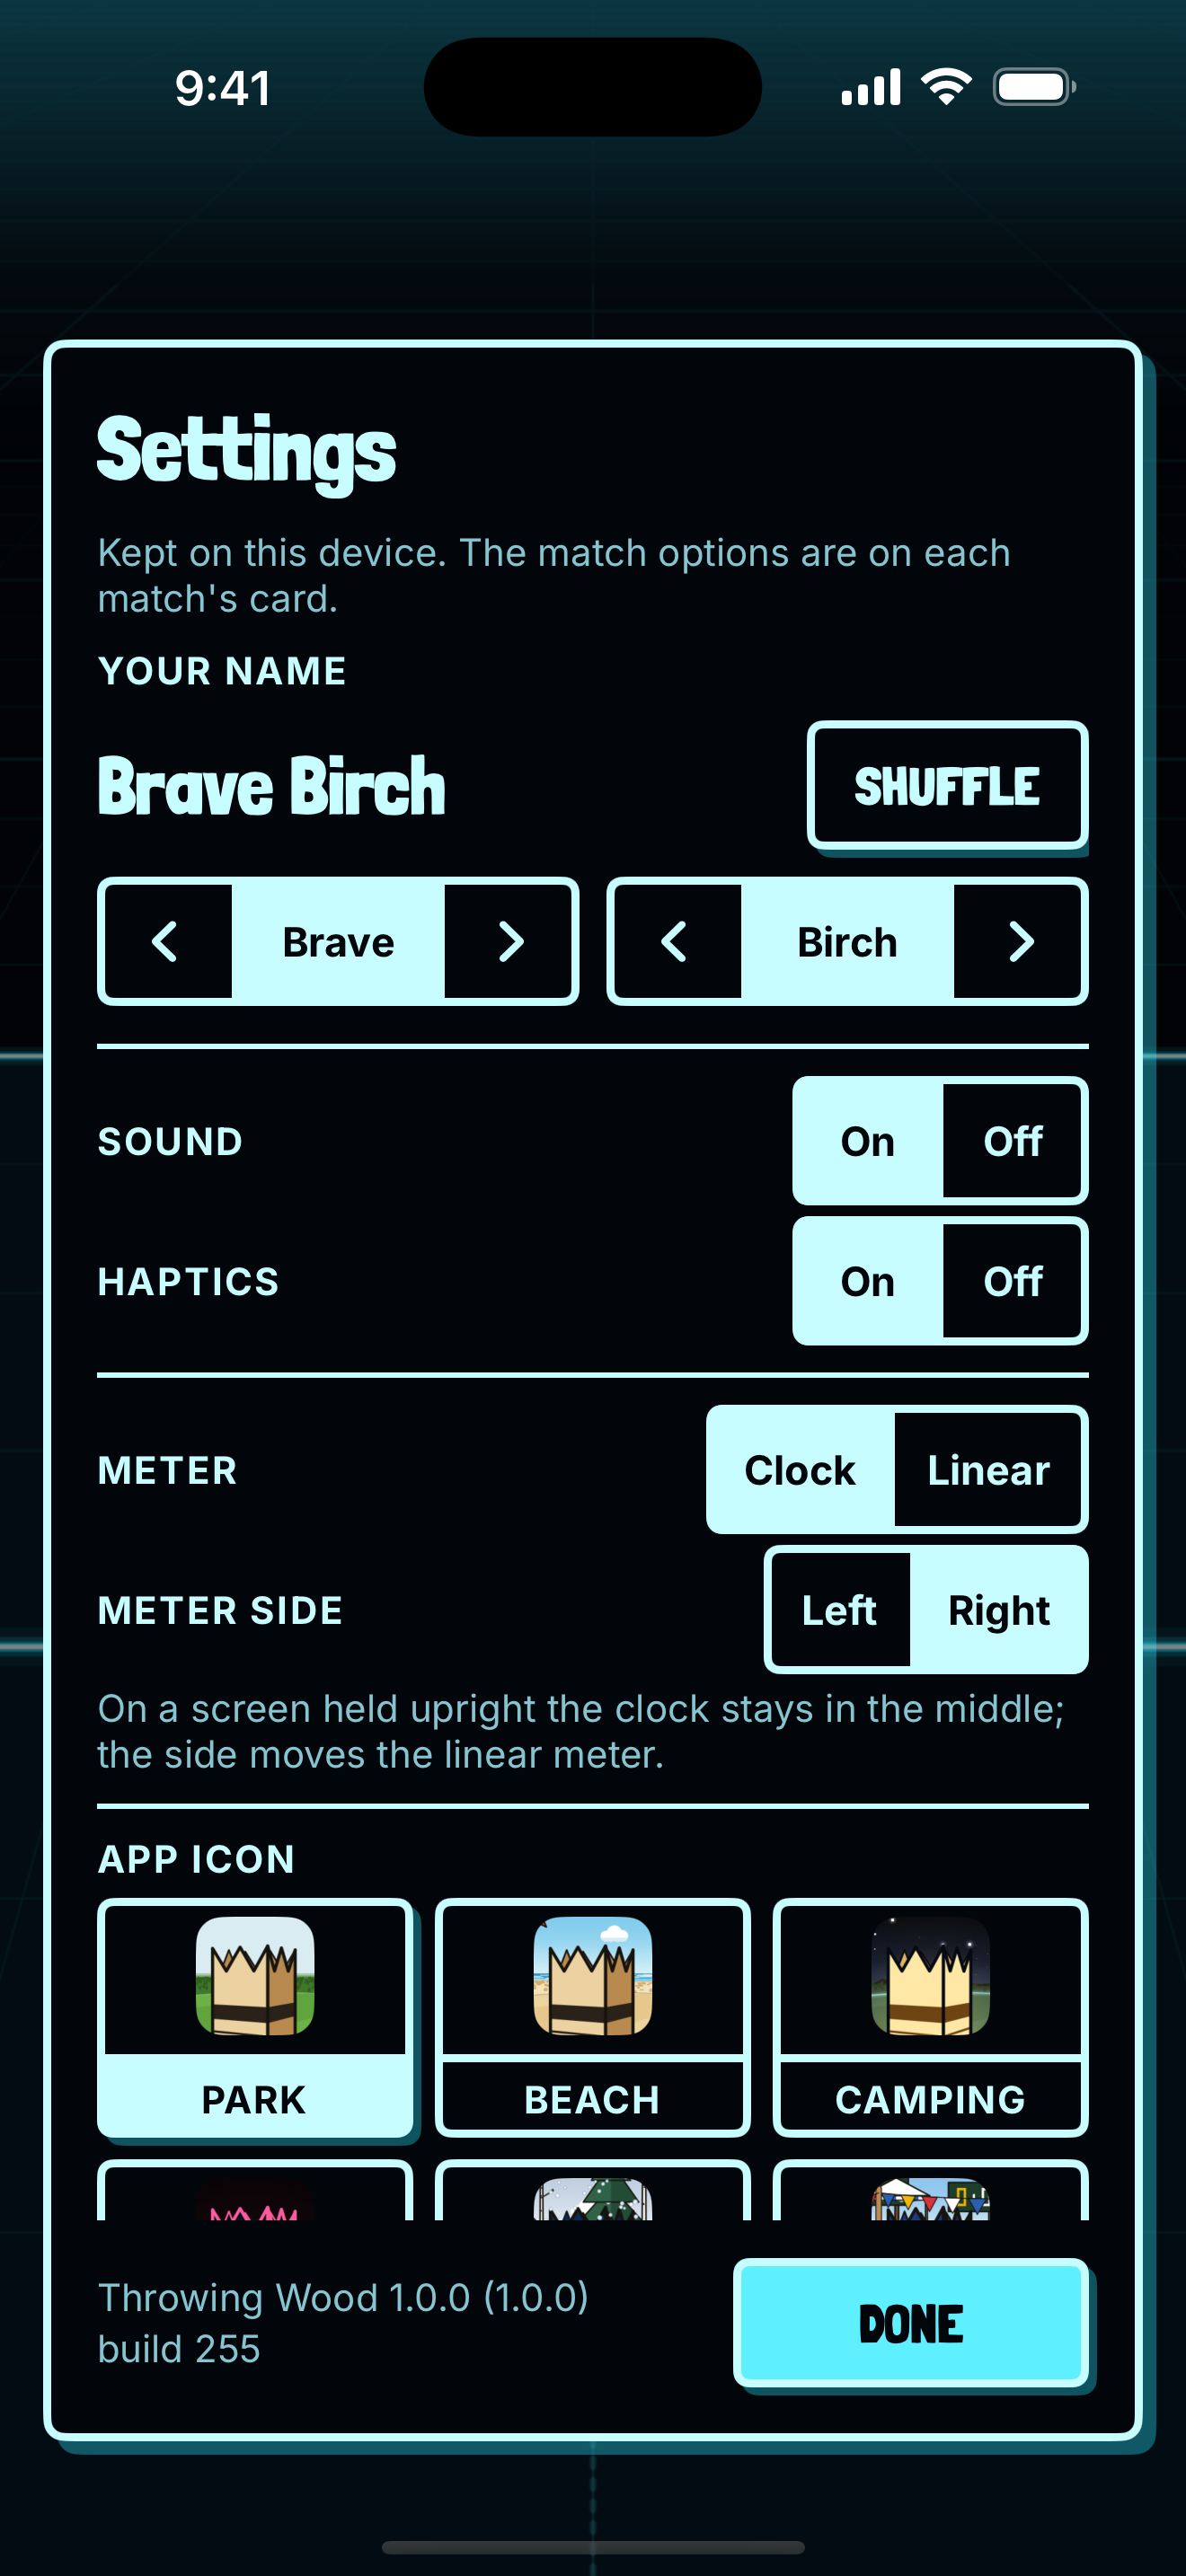 9:41
Settings
Kept on this device. The match options are on each
match's card.
YOUR NAME
Brave Birch
SHUFFLE
Brave
Birch
SOUND
On
Off
HAPTICS
On
Off
METER
Clock
Linear
METER SIDE
Left
Right
On a screen held upright the clock stays in the middle;
the side moves the linear meter.
APP ICON
PARK
BEACH
CAMPING
Throwing Wood 1.0.0 (1.0.0)
build 255
DONE